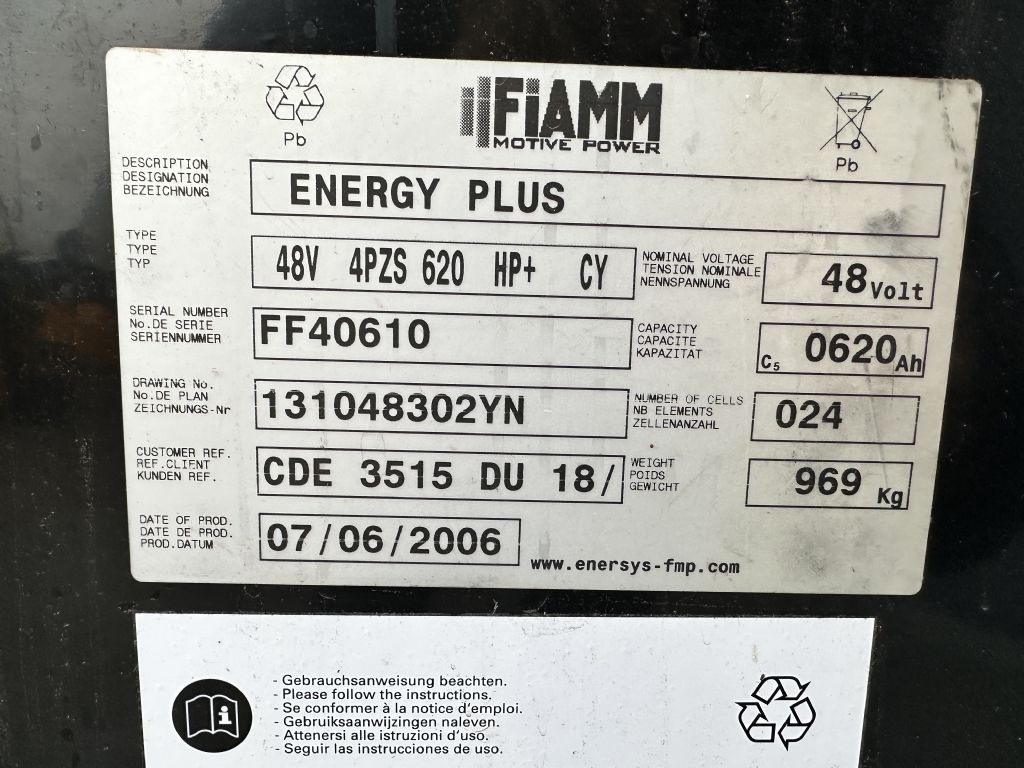 Pb
FIAMM
MOTIVE POWER
Pb
DESCRIPTION
DESIGNATION
BEZEICHNUNG
ENERGY PLUS
TYPE
TYPE
TYP
48V 4PZS 620 HP+ CY
NOMINAL VOLTAGE
TENSION NOMINALE
NENNSPANNUNG
48 Volt
SERIAL NUMBER
No.DE SERIE
SERIENNUMMER
FF40610
CAPACITY
CAPACITE
KAPAZITAT
C5 0620 Ah
DRAWING No.
No.DE PLAN
ZEICHNUNGS-Nr
131048302YN
NUMBER OF CELLS
NB ELEMENTS
ZELLENANZAHL
024
CUSTOMER REF.
REF.CLIENT
KUNDEN REF.
CDE 3515 DU 18/
WEIGHT
POIDS
GEWICHT
969 Kg
DATE OF PROD.
DATE DE PROD.
PROD.DATUM
07/06/2006
www.enersys-fmp.com
- Gebrauchsanweisung beachten.
- Please follow the instructions.
- Se conformer à la notice d'emploi.
- Gebruiksaanwijzingen naleven.
- Attenersi alle istruzioni d'uso.
- Seguir las instrucciones de uso.